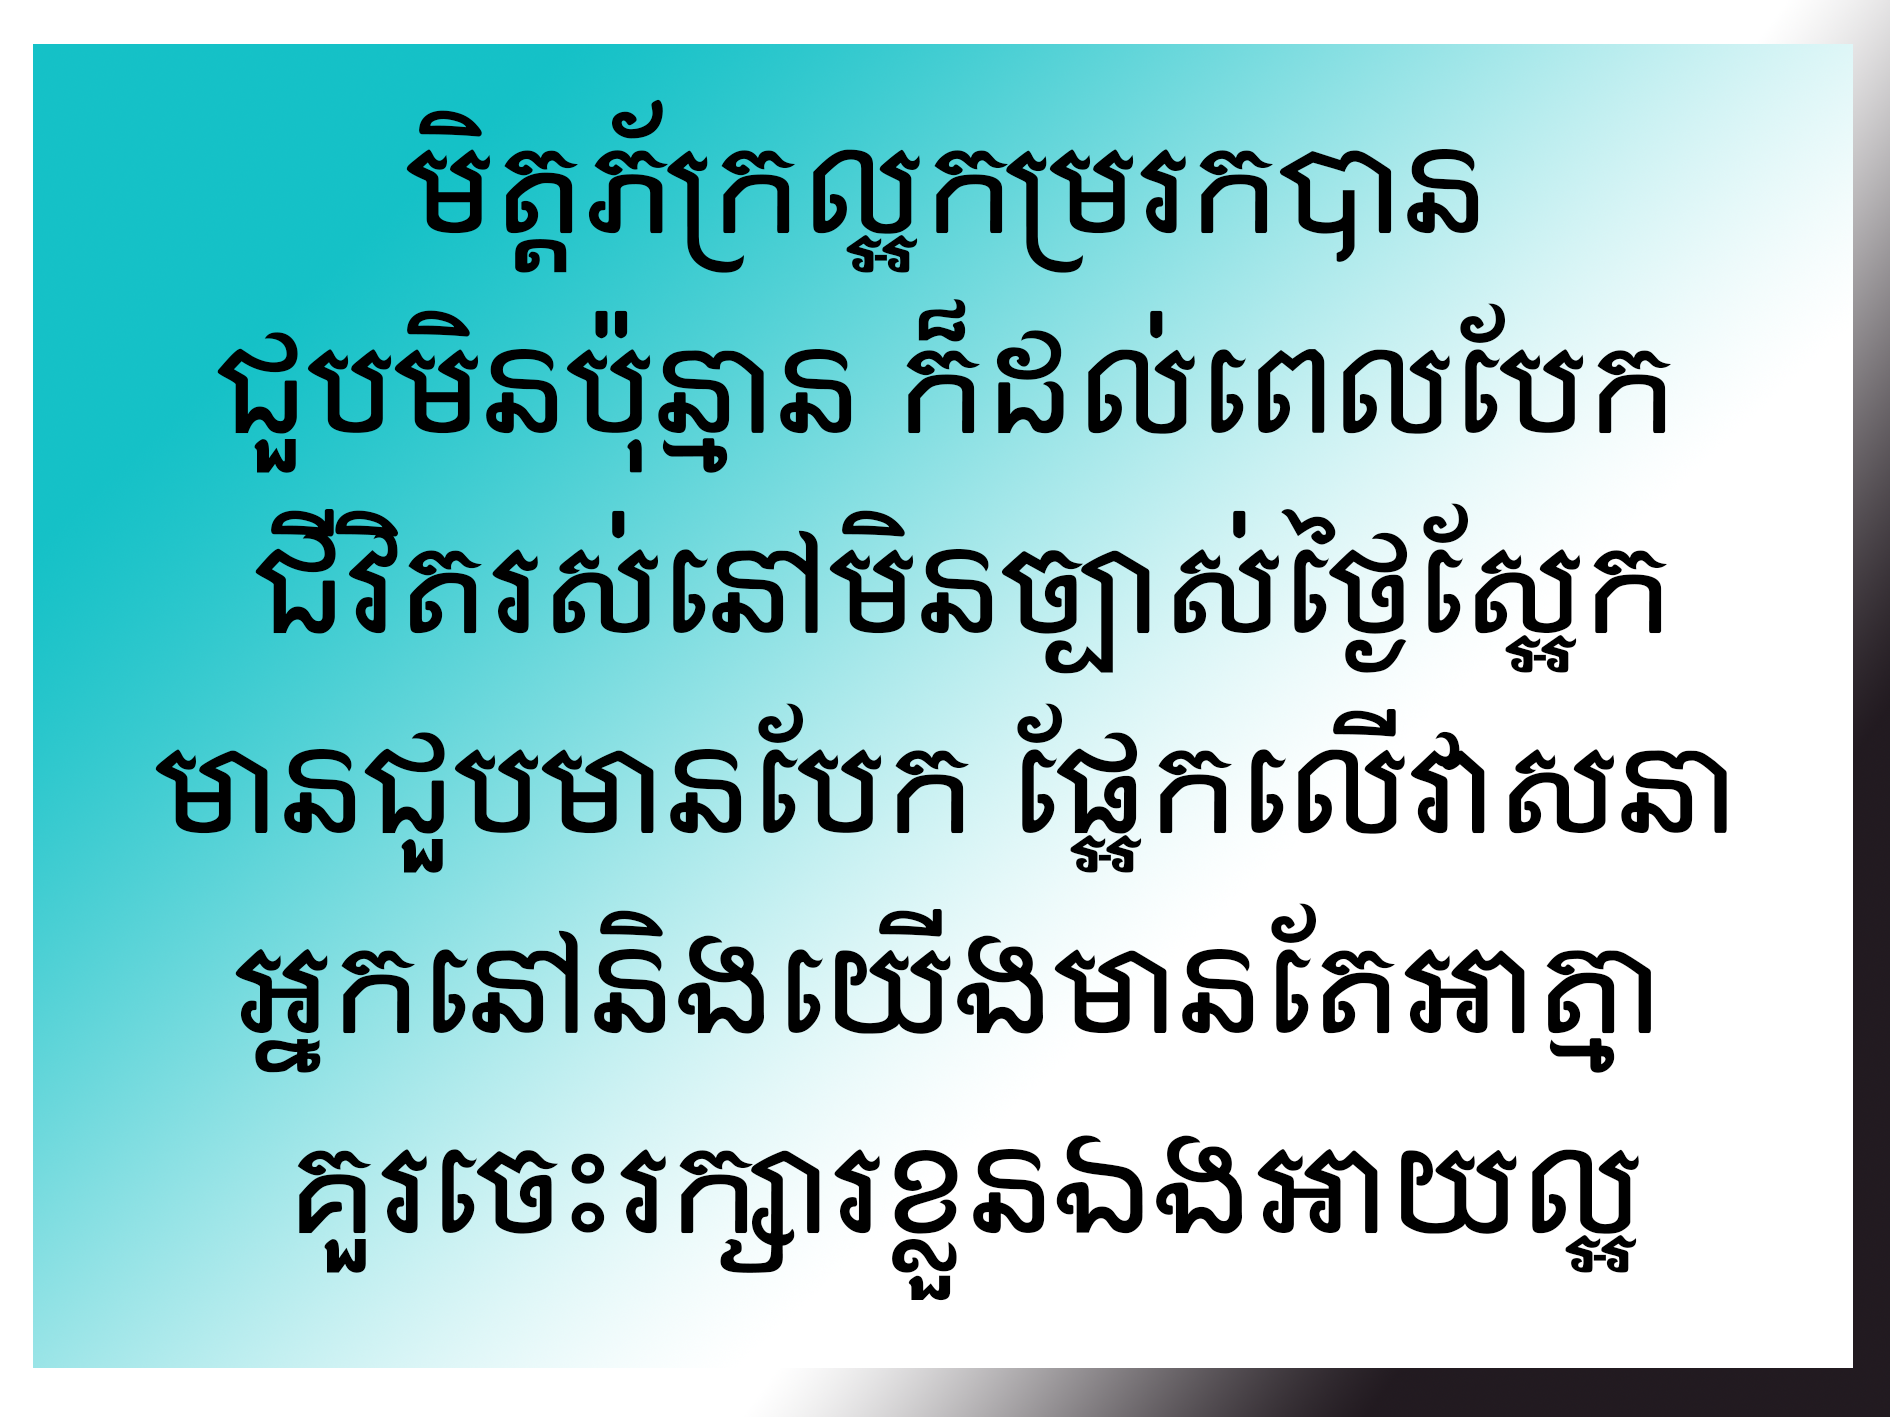 មិត្តភ័ក្រល្អកម្ររកបាន
ជួបមិនប៉ុន្មាន ក៏ដល់ពេលបែក
ជីវិតរស់នៅមិនច្បាស់ថ្ងៃស្អែក
មានជួបមានបែក ផ្អែកលើវាសនា
អ្នកនៅនិងយើងមានតែអាត្មា
គួរចេះរក្សារខ្លួនឯងអាយល្អ